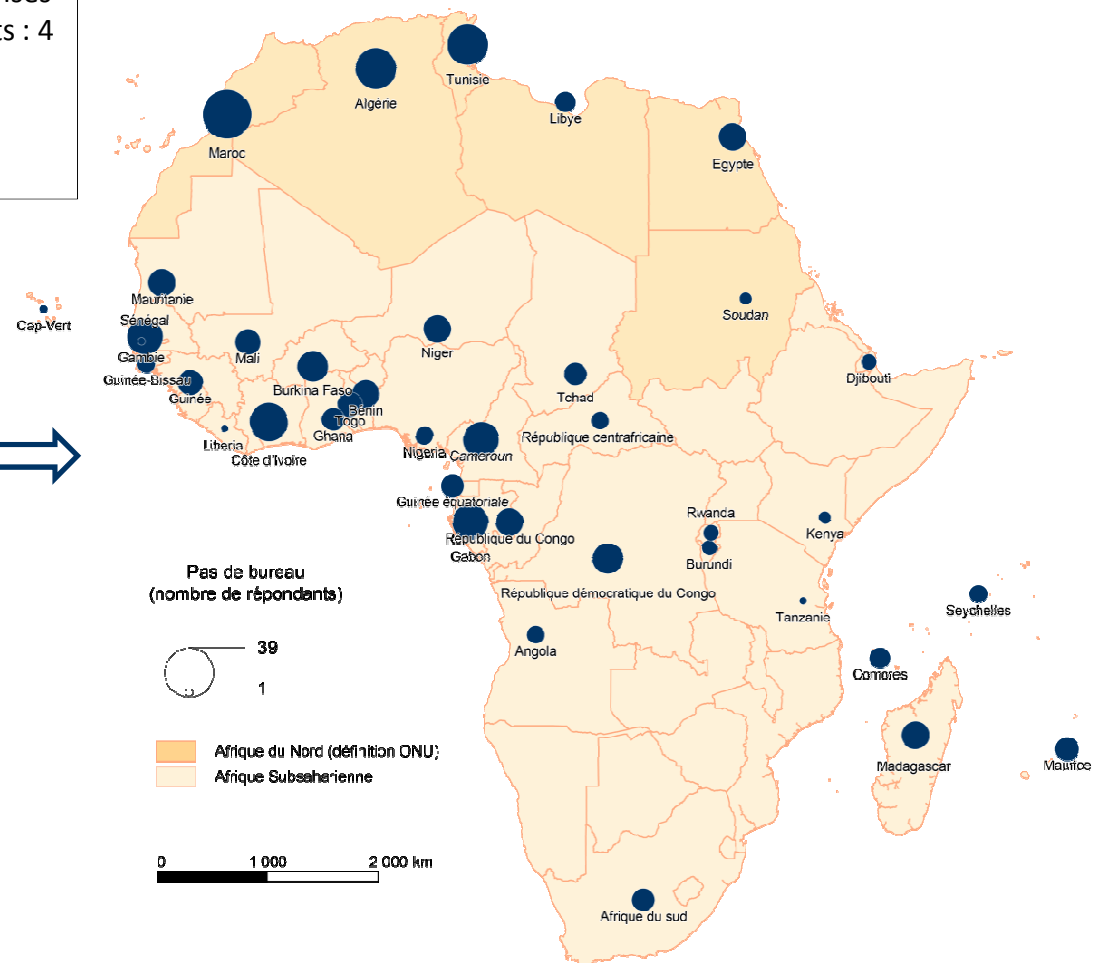 ts : 4
Tunisie
Algérie
Libye
Maroc
Egypte
Mauritanie
Soudan
Cap-Vert
Sénégal
Niger
Gambie
Mali
Djibouti
Guinée-Bissau
Burkina Faso
Tchad
Guinée
Bénin
Togo
Ghana
République centrafricaine
Liberia
Nigeria
Cameroun
Côte d'Ivoire
Guinée équatoriale
Rwanda
Kenya
République du Congo
Gabon
Burundi
Pas de bureau
(nombre de répondants)
République démocratique du Congo
Seychelles
Tanzanie
39
Angola
Comores
1
Afrique du Nord (définition ONU)
Madagascar
Maurice
Afrique Subsaharienne
0 1 000 2 000 km
Afrique du sud